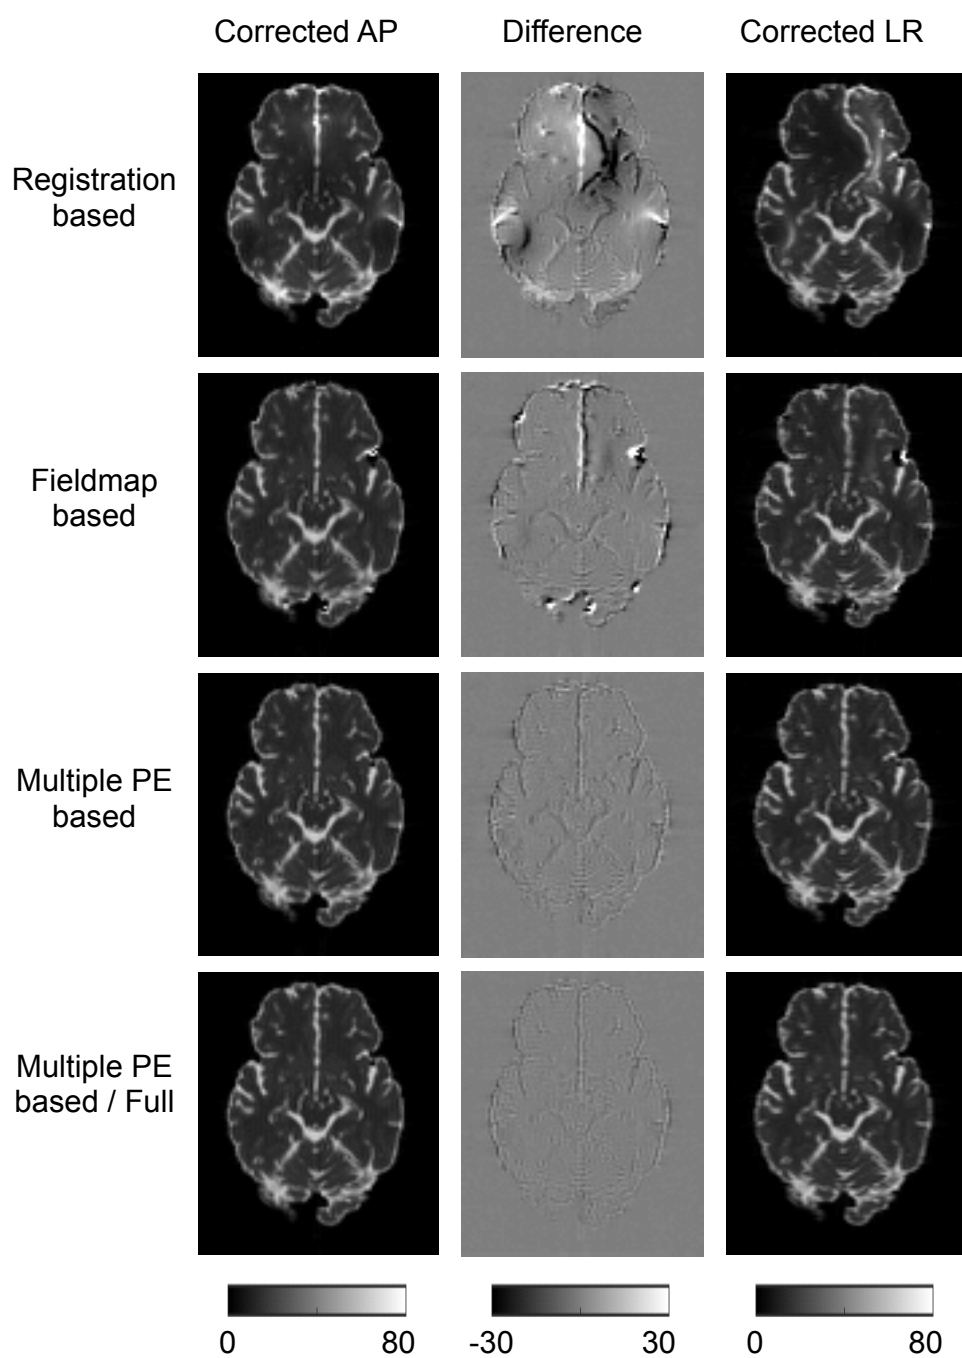 Corrected AP
Difference
Corrected LR
Registration
based
Fieldmap
based
Multiple PE
based
Multiple PE
based / Full
0
80
-30
30
0
80